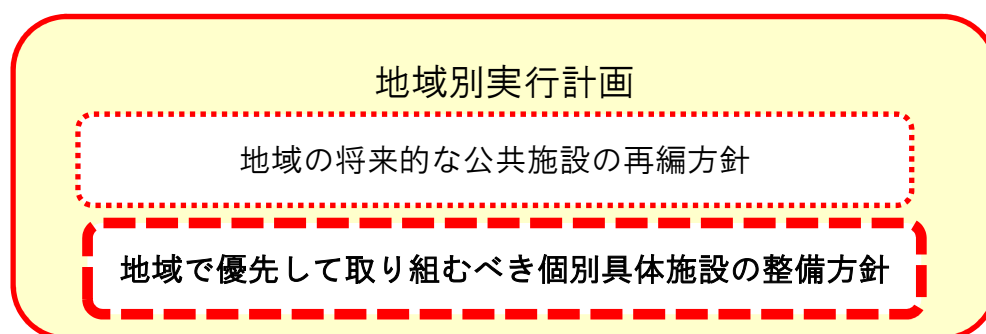 地域別実行計画
地域の将来的な公共施設の再編方針
地域で優先して取り組むべき個別具体施設の整備方針